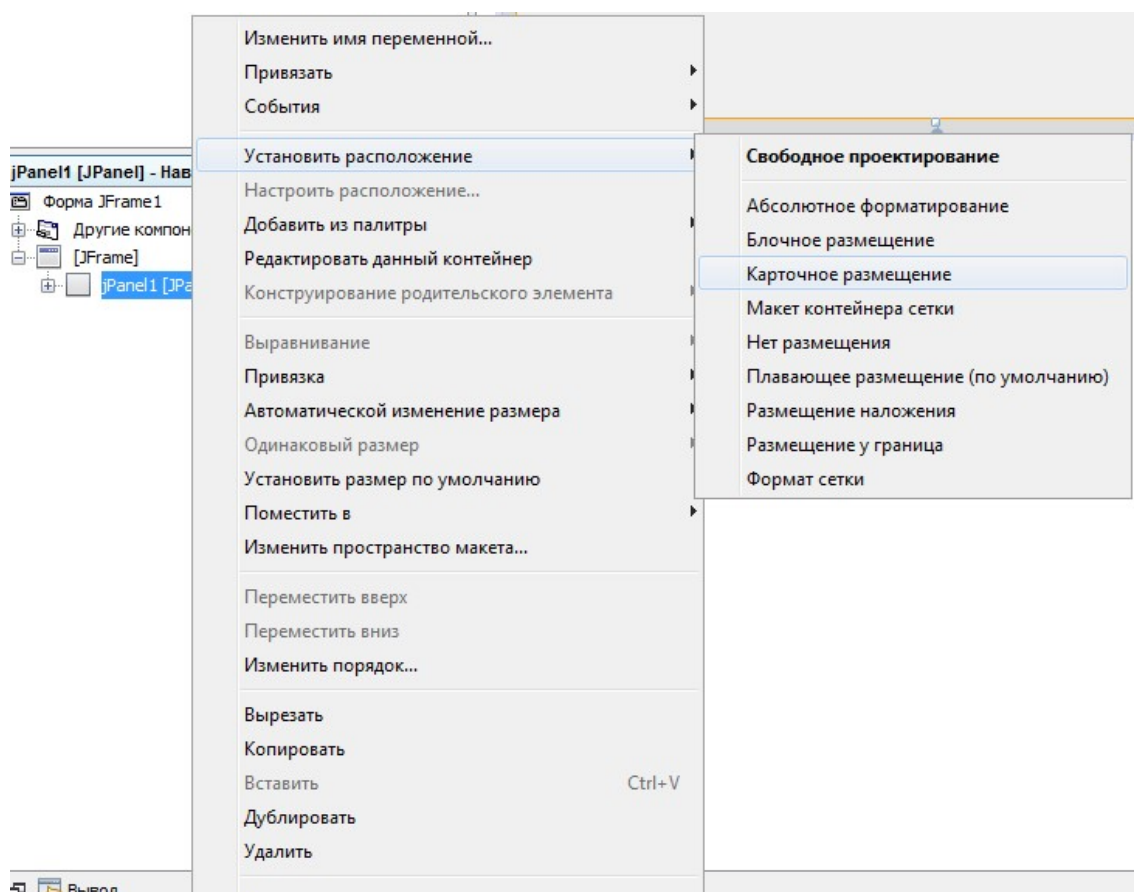 Изменить имя переменной...
Привязать
События
Установить расположение
Настроить расположение...
Добавить из палитры
Редактировать данный контейнер
Конструирование родительского элемента
Выравнивание
Привязка
Автоматической изменение размера
Одинаковый размер
Установить размер по умолчанию
Поместить в
Изменить пространство макета...
Переместить вверх
Переместить вниз
Изменить порядок...
Вырезать
Копировать
Вставить Ctrl+V
Дублировать
Удалить
Свободное проектирование
Абсолютное форматирование
Блочное размещение
Карточное размещение
Макет контейнера сетки
Нет размещения
Плавающее размещение (по умолчанию)
Размещение наложения
Размещение у граница
Формат сетки
jPanel1 [JPanel] - Нав
Форма JFrame1
Другие компон
[JFrame]
jPanel1 [JPa
Вывод